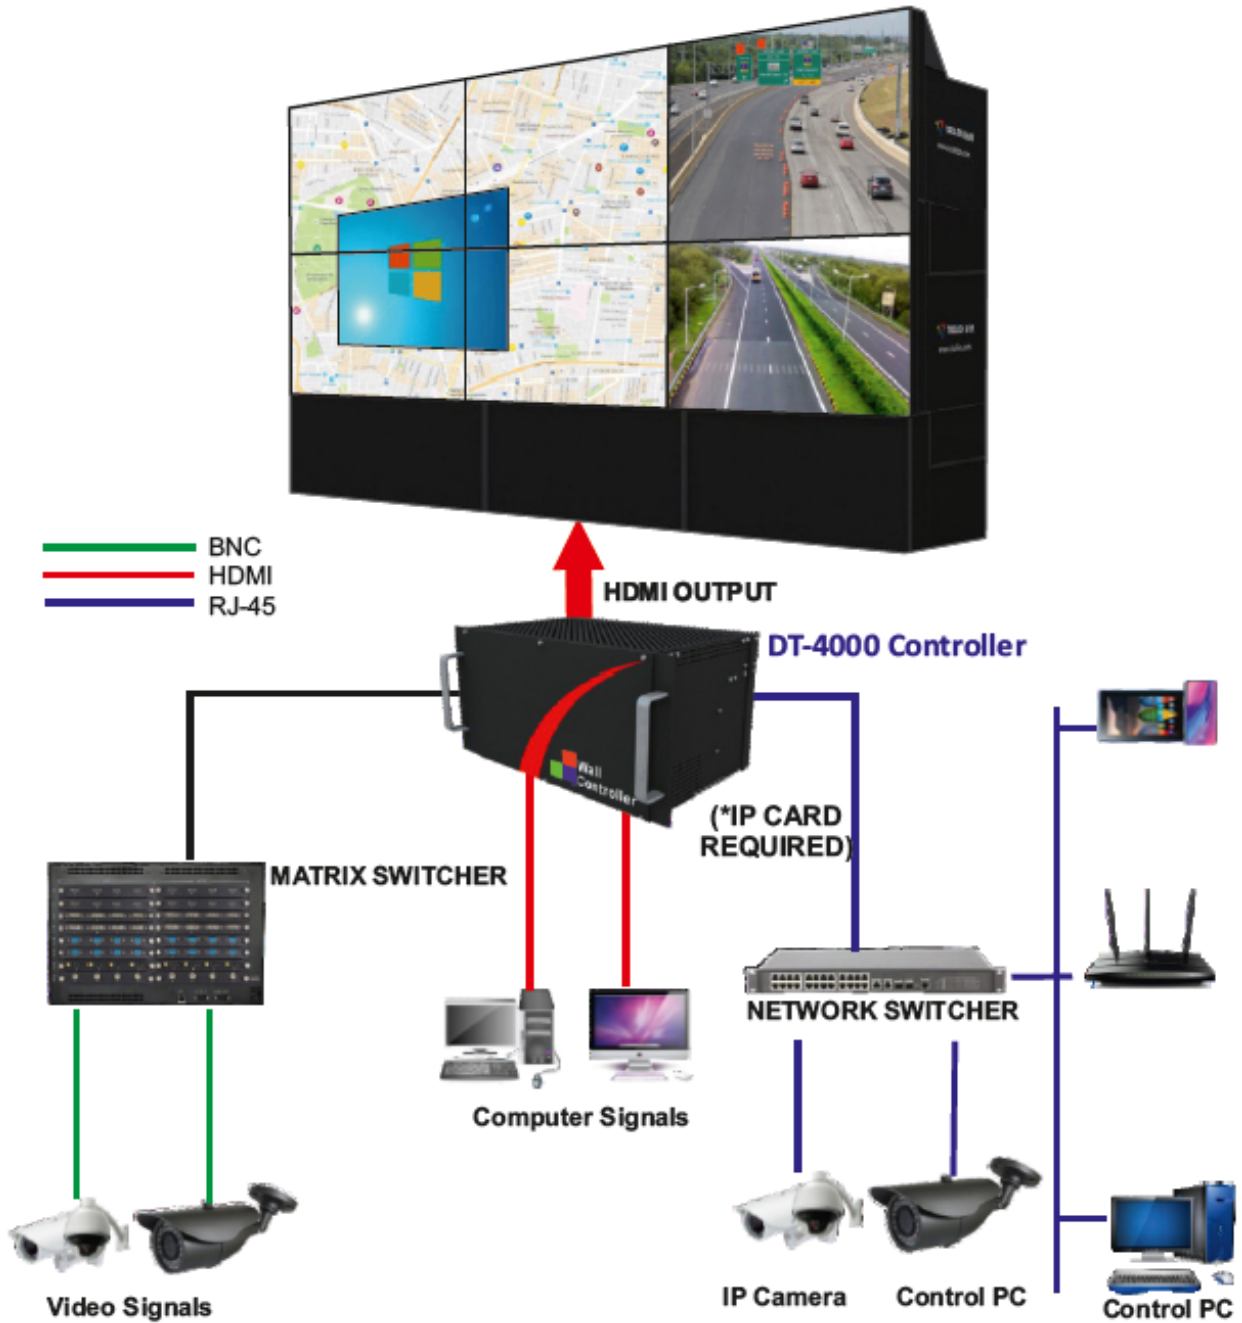 BNC
HDMI
RJ-45
HDMI OUTPUT
DT-4000 Controller
Wall
Controller
(*IP CARD
REQUIRED)
MATRIX SWITCHER
NETWORK SWITCHER
Computer Signals
Video Signals
IP Camera
Control PC
Control PC